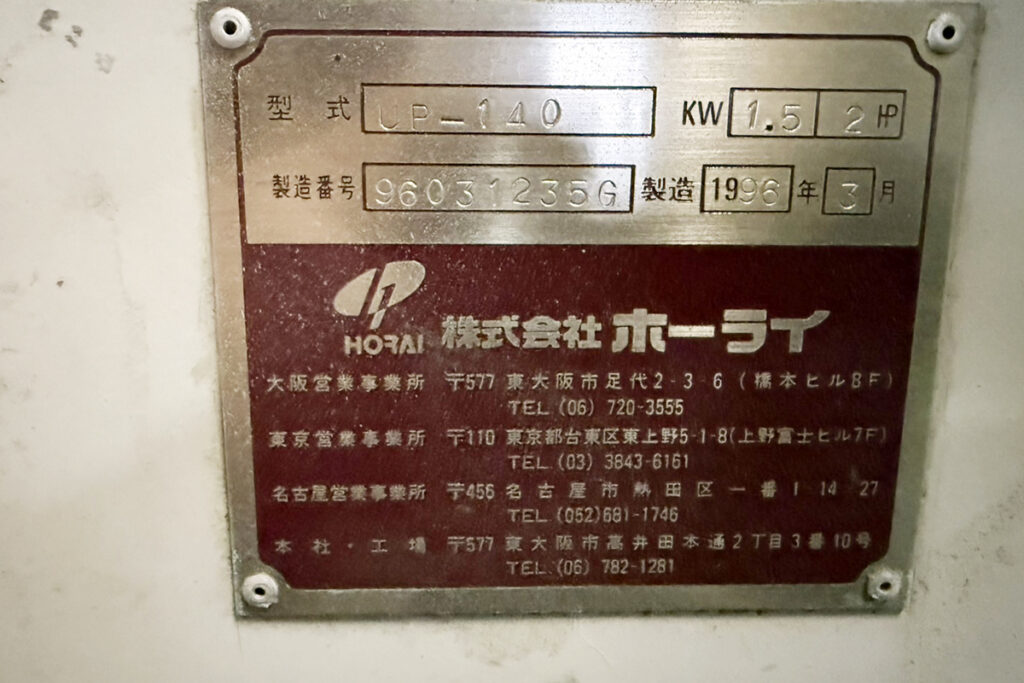 型式 UP-140 KW 1.5 2 HP
製造番号 96031235G 製造 1996 年 3 月
HORAI 株式会社 ホーライ
大阪営業事業所 〒577 東大阪市足代2-3-6(橋本ビル8F)
TEL (06) 720-3555
東京営業事業所 〒110 東京都台東区東上野5-1-8(上野富士ビル7F)
TEL (03) 3843-6161
名古屋営業事業所 〒456 名古屋市熱田区一番1-14-27
TEL (052)681-1746
本社・工場 〒577 東大阪市高井田本通2丁目3番10号
TEL (06) 782-1281